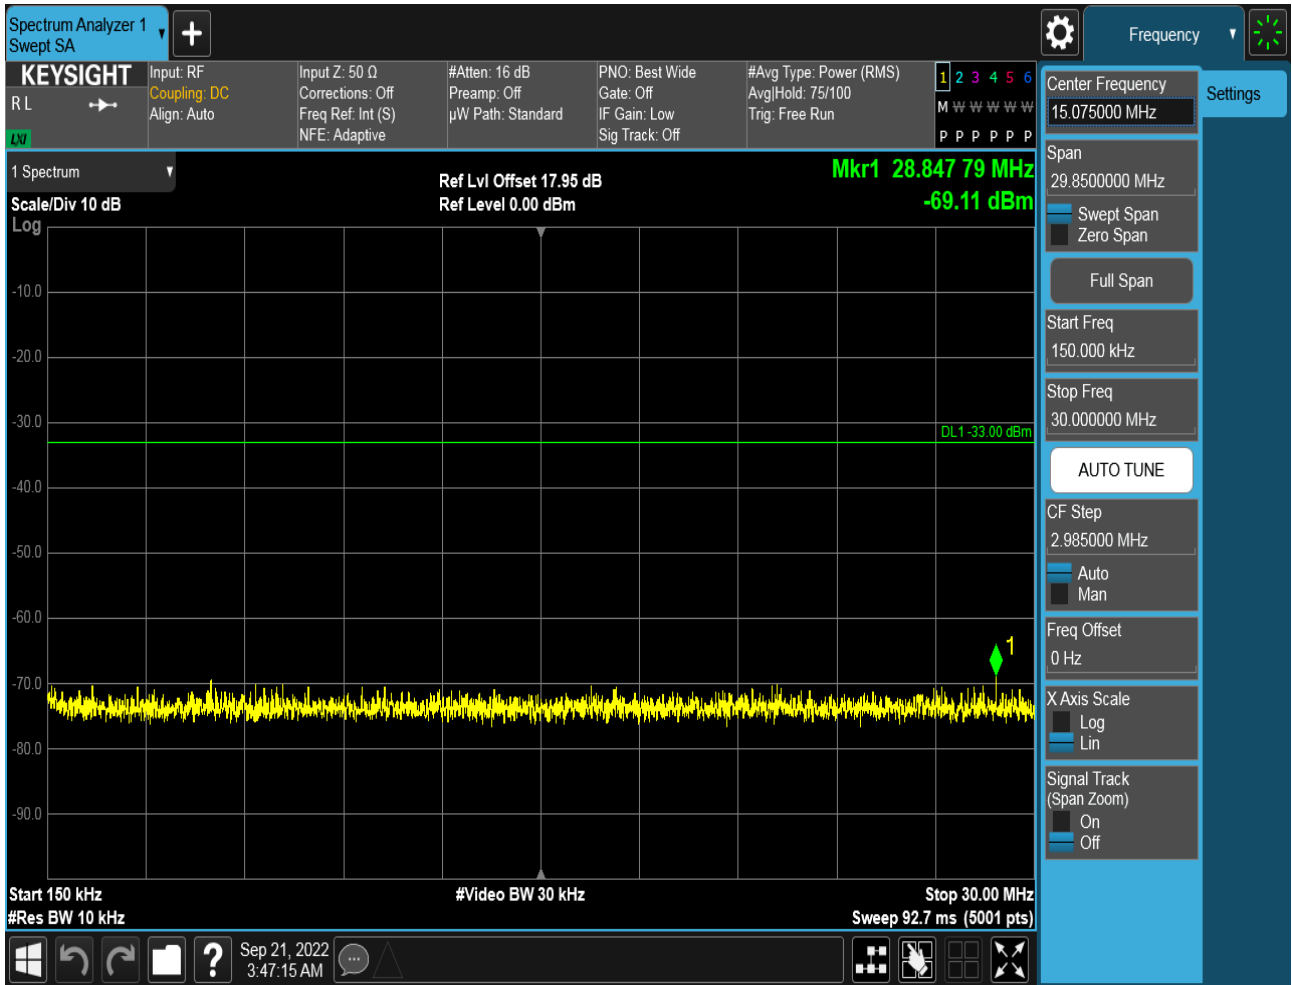 Spectrum Analyzer 1
Swept SA
+
Frequency
KEYSIGHT
R L
LXI
Input: RF
Coupling: DC
Align: Auto
Input Z: 50 Ω
Corrections: Off
Freq Ref: Int (S)
NFE: Adaptive
#Atten: 16 dB
Preamp: Off
µW Path: Standard
PNO: Best Wide
Gate: Off
IF Gain: Low
Sig Track: Off
#Avg Type: Power (RMS)
Avg|Hold: 75/100
Trig: Free Run
1 2 3 4 5 6
M W W W W W
P P P P P P
1 Spectrum
Scale/Div 10 dB
Log
Ref Lvl Offset 17.95 dB
Ref Level 0.00 dBm
Mkr1 28.847 79 MHz
-69.11 dBm
-10.0
-20.0
-30.0
DL1 -33.00 dBm
-40.0
-50.0
-60.0
1
-70.0
-80.0
-90.0
Start 150 kHz
#Video BW 30 kHz
Stop 30.00 MHz
#Res BW 10 kHz
Sweep 92.7 ms (5001 pts)
?
Sep 21, 2022
3:47:15 AM
Center Frequency
15.075000 MHz
Settings
Span
29.8500000 MHz
Swept Span
Zero Span
Full Span
Start Freq
150.000 kHz
Stop Freq
30.000000 MHz
AUTO TUNE
CF Step
2.985000 MHz
Auto
Man
Freq Offset
0 Hz
X Axis Scale
Log
Lin
Signal Track
(Span Zoom)
On
Off